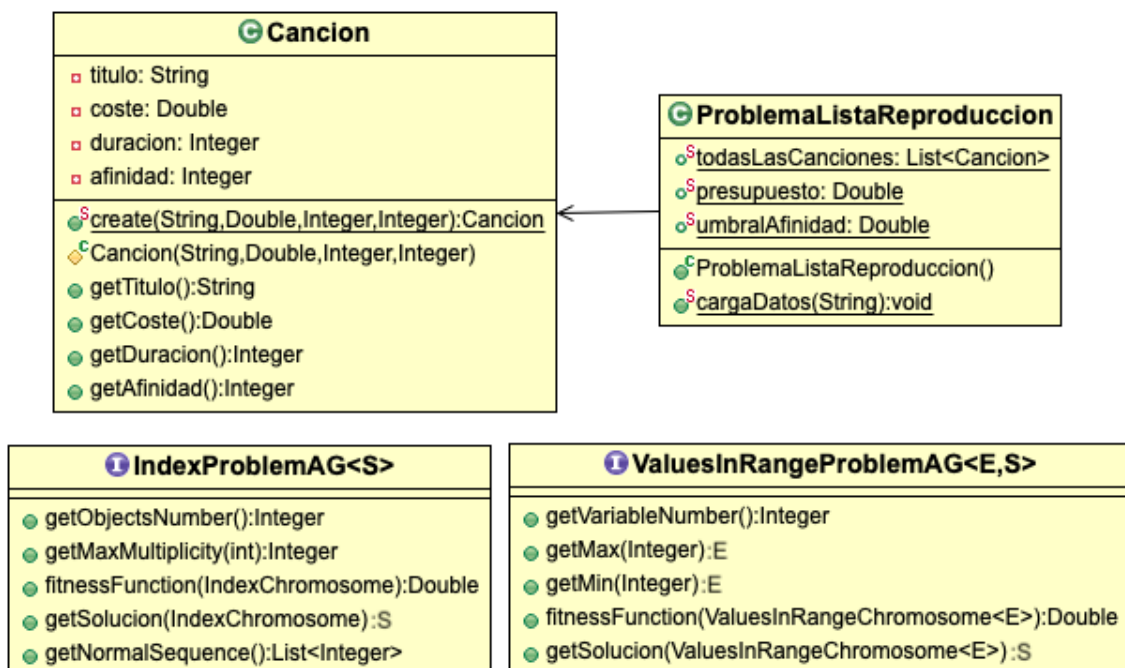 Cancion
titulo: String
coste: Double
duracion: Integer
afinidad: Integer
create(String,Double,Integer,Integer):Cancion
Cancion(String,Double,Integer,Integer)
getTitulo():String
getCoste():Double
getDuracion():Integer
getAfinidad():Integer
ProblemaListaReproduccion
todasLasCanciones: List<Cancion>
presupuesto: Double
umbralAfinidad: Double
ProblemaListaReproduccion()
cargaDatos(String):void
IndexProblemAG<S>
getObjectsNumber():Integer
getMaxMultiplicity(int):Integer
fitnessFunction(IndexChromosome):Double
getSolucion(IndexChromosome):S
getNormalSequence():List<Integer>
ValuesInRangeProblemAG<E,S>
getVariableNumber():Integer
getMax(Integer):E
getMin(Integer):E
fitnessFunction(ValuesInRangeChromosome<E>):Double
getSolucion(ValuesInRangeChromosome<E>):S